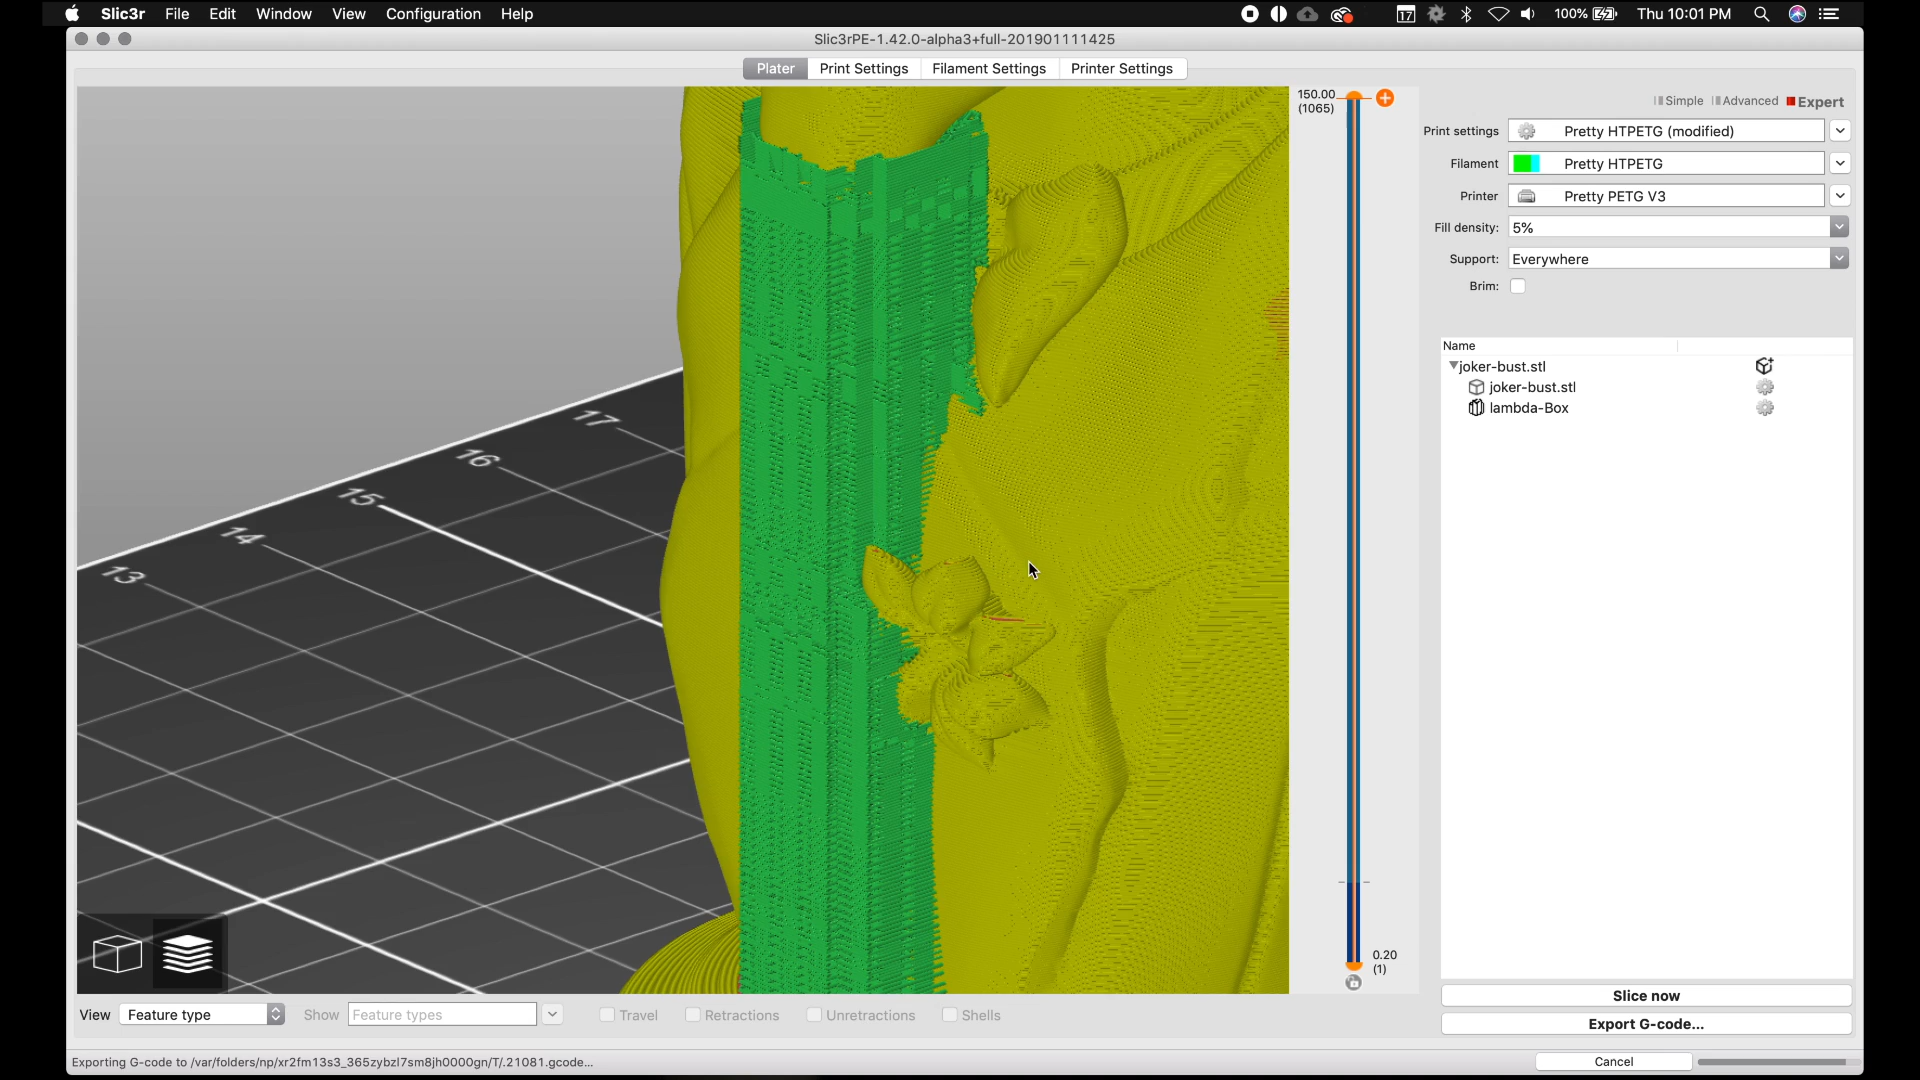 Slic3r File Edit Window View Configuration Help 17 100% Thu 10:01 PM
Slic3rPE-1.42.0-alpha3+full-201901111425
Plater Print Settings Filament Settings Printer Settings
150.00
(1065)
Simple Advanced Expert
Print settings Pretty HTPETG (modified)
Filament Pretty HTPETG
Printer Pretty PETG V3
Fill density: 5%
Support: Everywhere
Brim:
Name
joker-bust.stl
joker-bust.stl
lambda-Box
17
16
15
14
13
0.20
(1)
Slice now
View Feature type Show Feature types Travel Retractions Unretractions Shells
Export G-code...
Exporting G-code to /var/folders/np/xr2fm13s3_365zybzl7sm8jh0000gn/T/.21081.gcode... Cancel